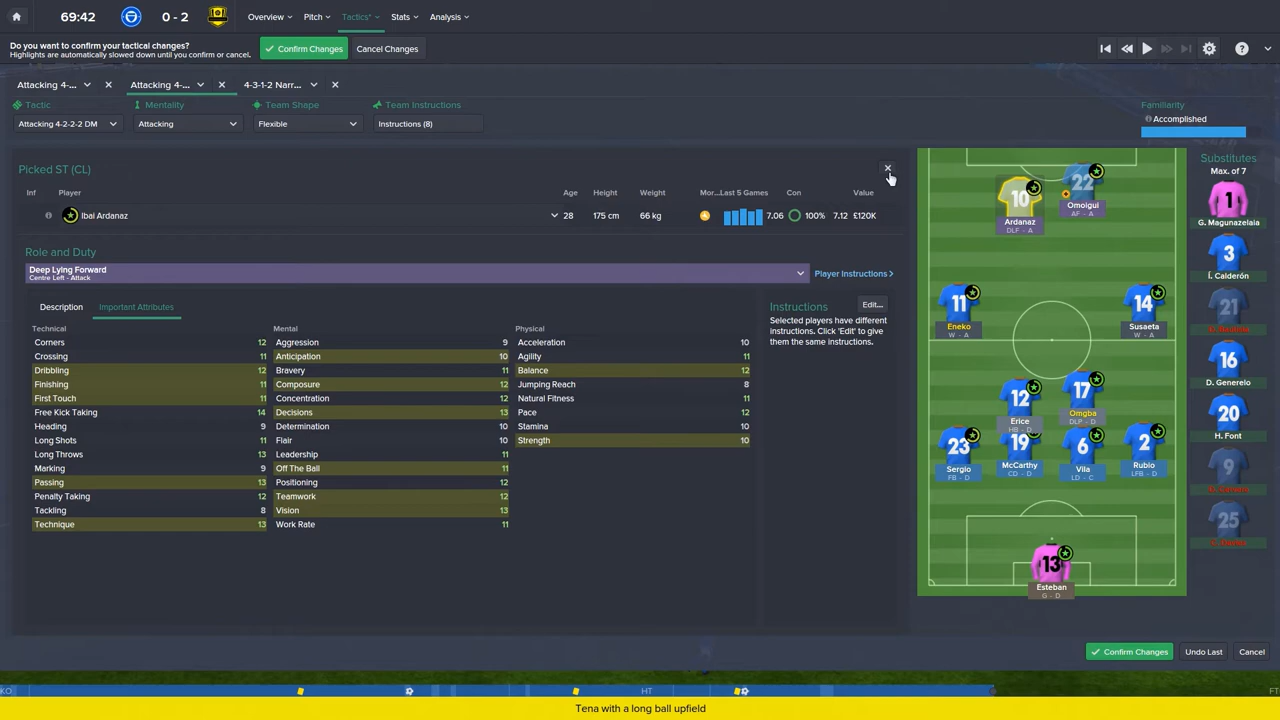 69:42 0 - 2 Overview Pitch Tactics* Stats Analysis
Do you want to confirm your tactical changes?
Highlights are automatically slowed down until you confirm or cancel.
Confirm Changes Cancel Changes
Attacking 4-... Attacking 4-... 4-3-1-2 Narr...
Tactic Mentality Team Shape Team Instructions Familiarity
Attacking 4-2-2-2 DM Attacking Flexible Instructions (8) Accomplished
Picked ST (CL)
Inf Player Age Height Weight Mor... Last 5 Games Con Value
Ibai Ardanaz 28 175 cm 66 kg 7.06 100% 7.12 £120K
Role and Duty
Deep Lying Forward
Centre Left - Attack
Player Instructions >
Description Important Attributes
Technical Mental Physical
Corners 12 Aggression 9 Acceleration 10
Crossing 11 Anticipation 10 Agility 11
Dribbling 12 Bravery 11 Balance 12
Finishing 11 Composure 12 Jumping Reach 8
First Touch 11 Concentration 12 Natural Fitness 11
Free Kick Taking 14 Decisions 13 Pace 12
Heading 9 Determination 10 Stamina 10
Long Shots 11 Flair 10 Strength 10
Long Throws 13 Leadership 11
Marking 9 Off The Ball 11
Passing 13 Positioning 12
Penalty Taking 12 Teamwork 12
Tackling 8 Vision 13
Technique 13 Work Rate 11
Instructions Edit...
Selected players have different
instructions. Click 'Edit' to give
them the same instructions.
10
Ardanaz
DLF - A
22
Omoigui
AF - A
11
Eneko
W - A
14
Susaeta
W - A
12
Erice
HB - D
17
Omgba
DLP - D
23
Sergio
FB - D
19
McCarthy
CD - D
6
Vila
LD - C
2
Rubio
LFB - D
13
Esteban
G - D
Substitutes
Max. of 7
1
G. Magunazelaia
3
Í. Calderón
21
16
D. Generelo
20
H. Font
9
25
Confirm Changes Undo Last Cancel
KO HT FT
Tena with a long ball upfield